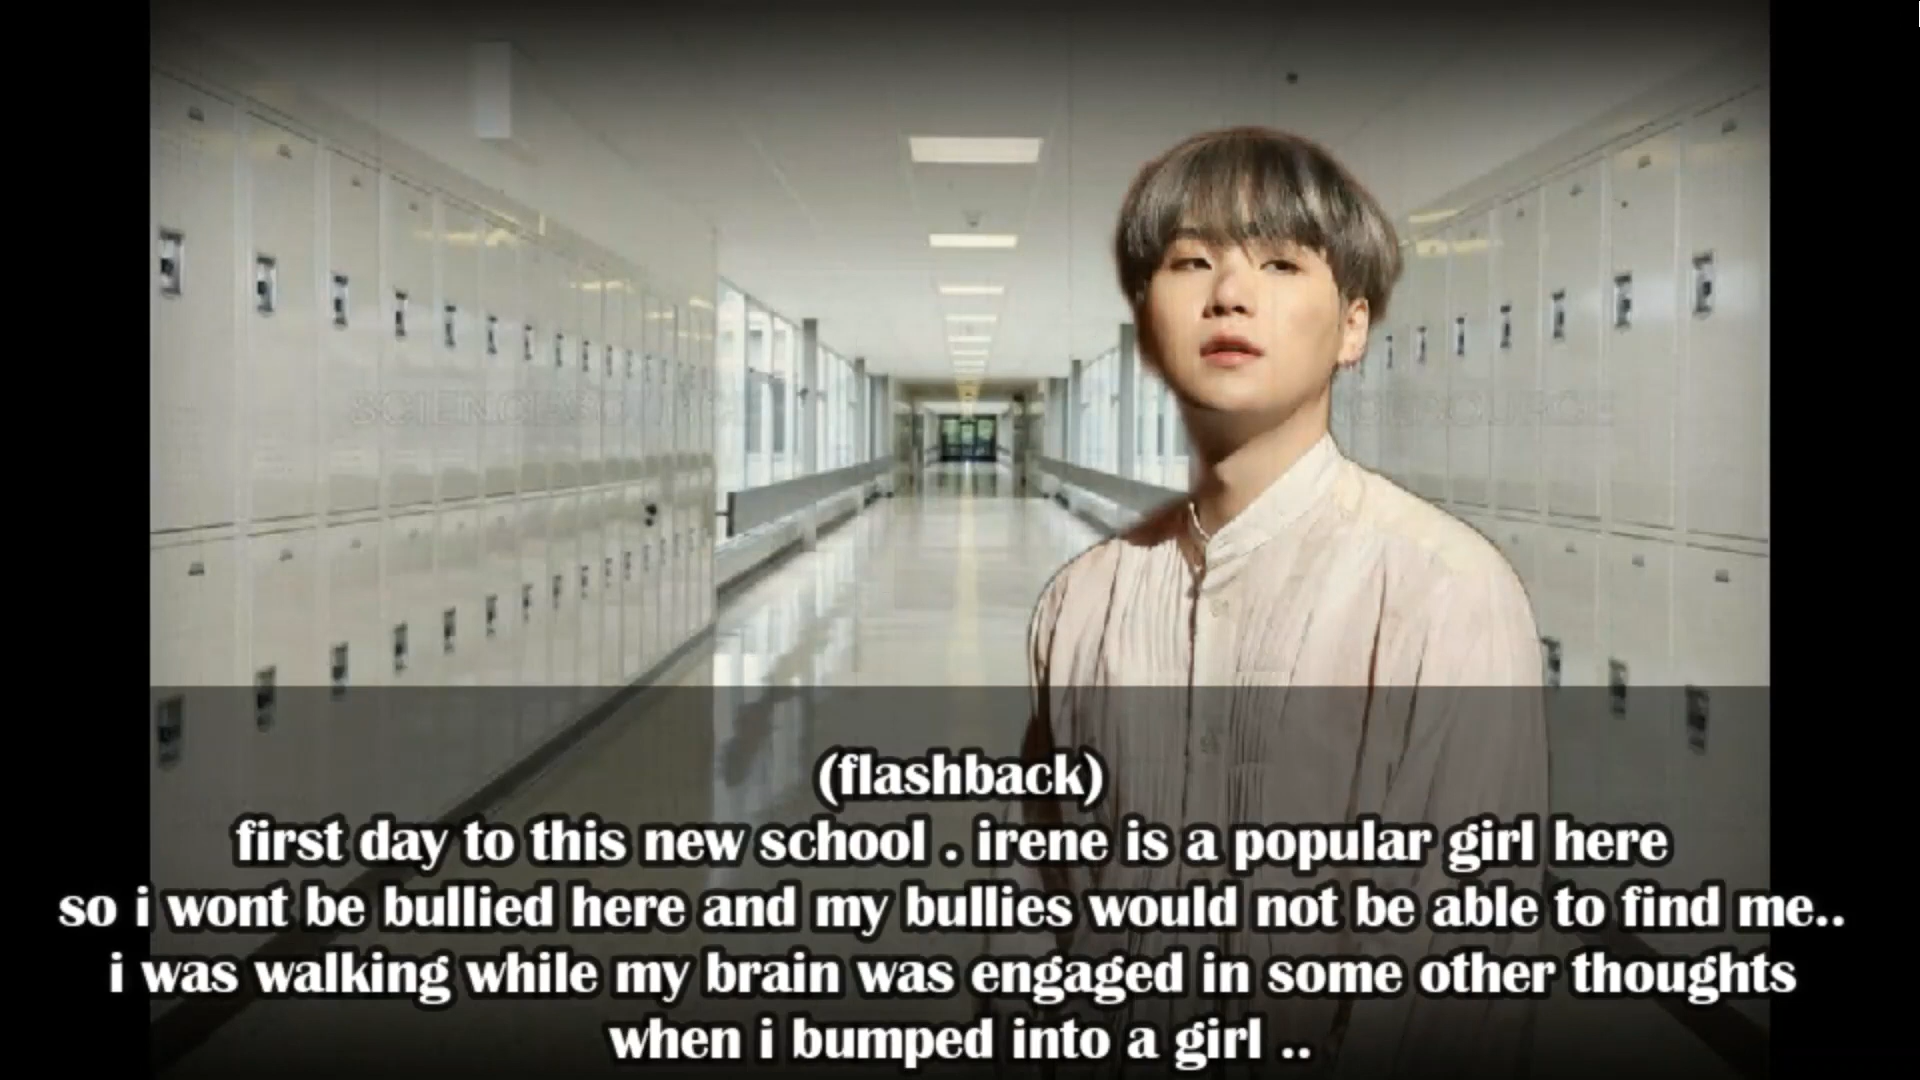 (flashback)
first day to this new school . irene is a popular girl here
so i wont be bullied here and my bullies would not be able to find me..
i was walking while my brain was engaged in some other thoughts
when i bumped into a girl ..